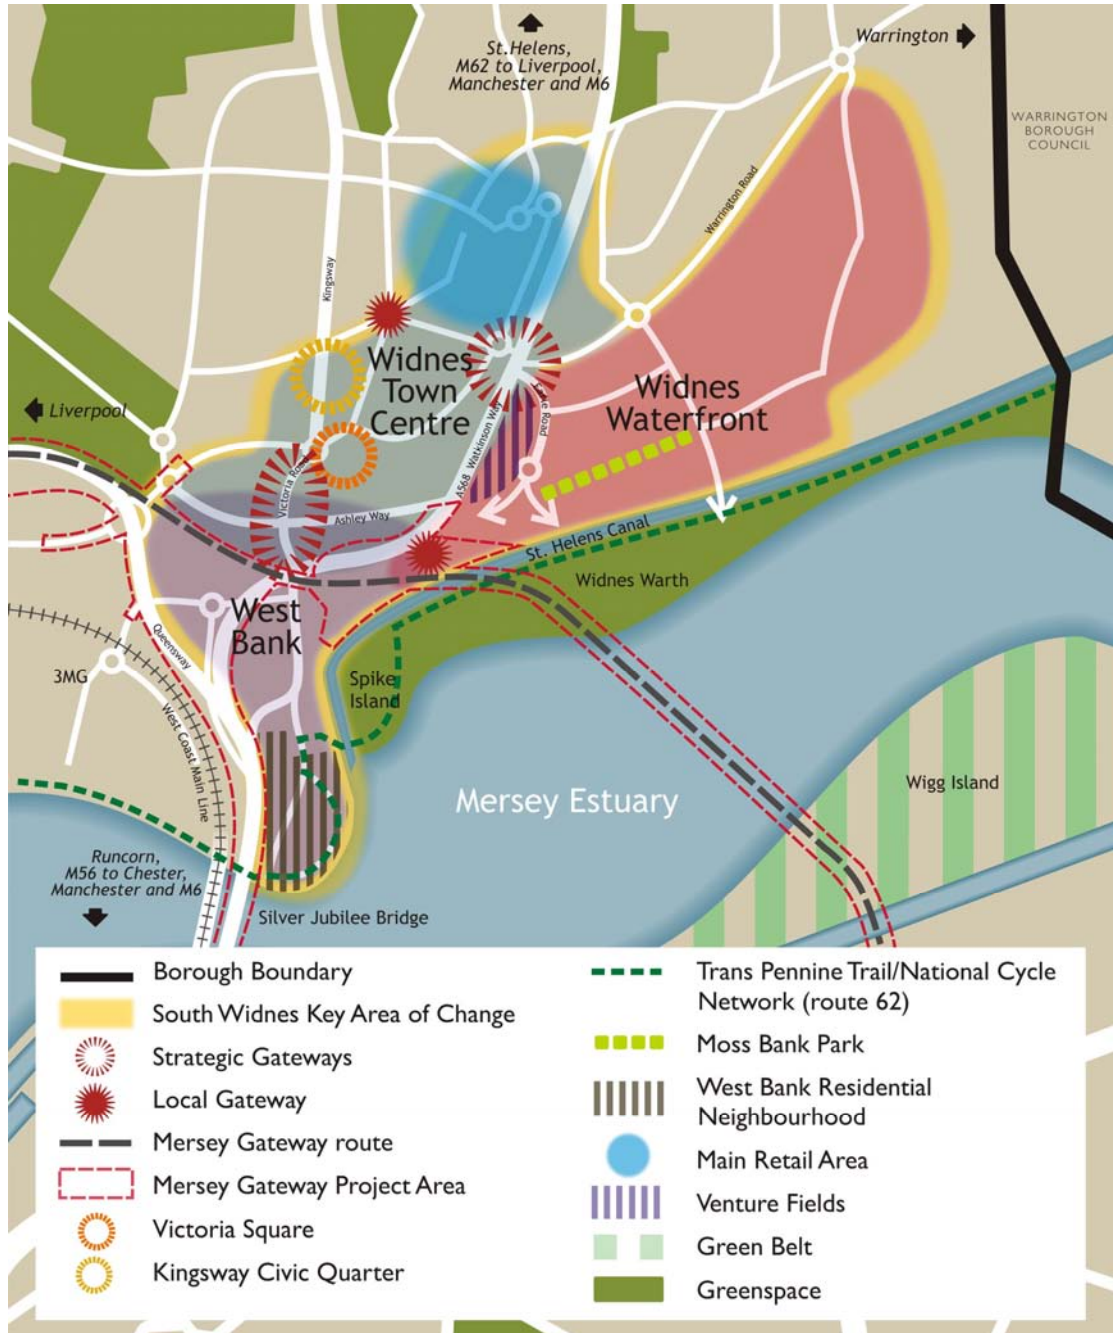 St.Helens,
M62 to Liverpool,
Manchester and M6
Warrington
WARRINGTON
BOROUGH
COUNCIL
Warrington Road
Kingsway
Widnes
Town
Centre
Widnes
Waterfront
Liverpool
Earle Road
A568 Watkinson Way
Victoria Road
Ashley Way
St. Helens Canal
Widnes Warth
West
Bank
Queensway
3MG
Spike
Island
West Coast Main Line
Wigg Island
Mersey Estuary
Runcorn,
M56 to Chester,
Manchester and M6
Silver Jubilee Bridge
Borough Boundary
South Widnes Key Area of Change
Strategic Gateways
Local Gateway
Mersey Gateway route
Mersey Gateway Project Area
Victoria Square
Kingsway Civic Quarter
Trans Pennine Trail/National Cycle
Network (route 62)
Moss Bank Park
West Bank Residential
Neighbourhood
Main Retail Area
Venture Fields
Green Belt
Greenspace